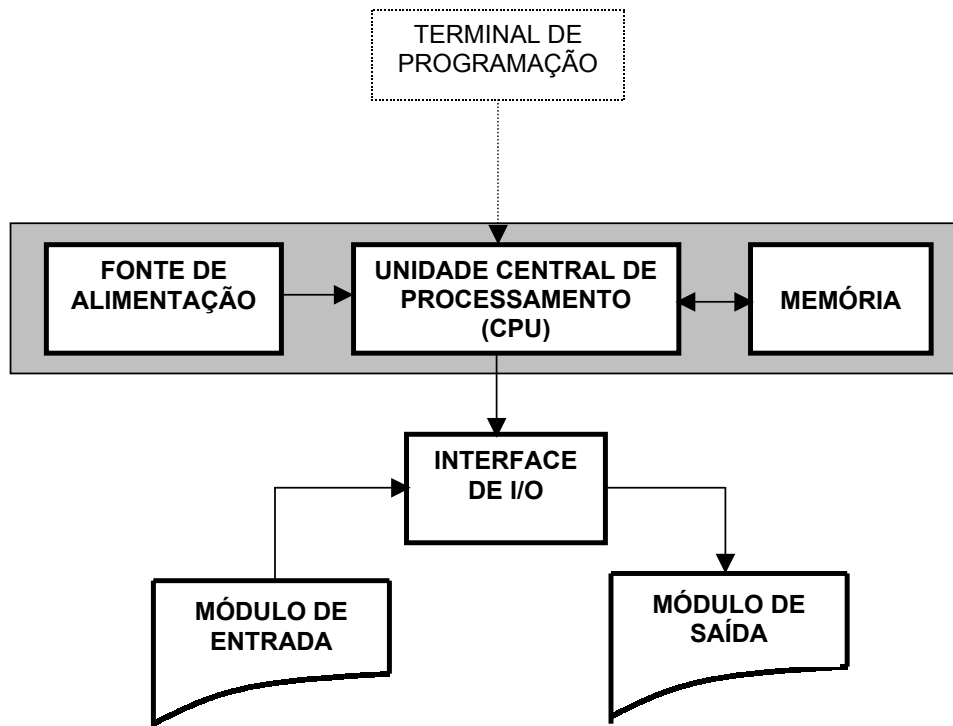 TERMINAL DE
PROGRAMAÇÃO
FONTE DE
ALIMENTAÇÃO
UNIDADE CENTRAL DE
PROCESSAMENTO
(CPU)
MEMÓRIA
INTERFACE
DE I/O
MÓDULO DE
ENTRADA
MÓDULO DE
SAÍDA